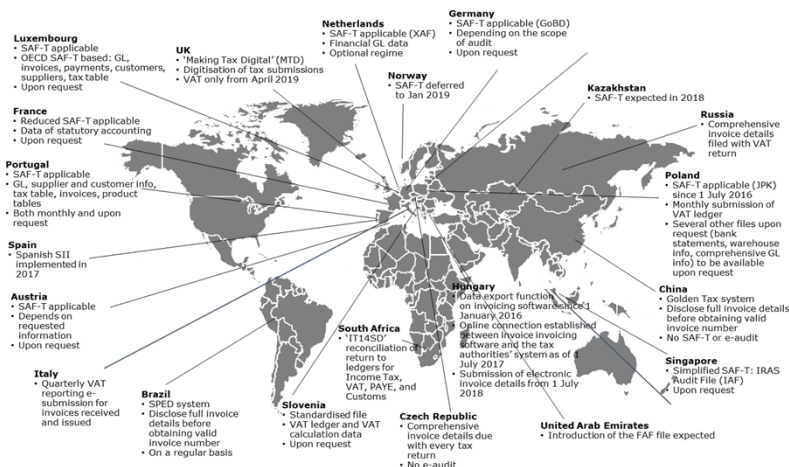 Luxembourg
• SAF-T applicable
• OECD SAF-T based: GL,
invoices, payments, customers,
suppliers, tax table
• Upon request
France
• Reduced SAF-T applicable
• Data of statutory accounting
• Upon request
Portugal
• SAF-T applicable
• GL, supplier and customer info,
tax table, invoices, product
tables
• Both monthly and upon
request
Spain
• Spanish SII
implemented in
2017
Austria
• SAF-T applicable
• Depends on
requested
information
• Upon request
Italy
• Quarterly VAT
reporting e-
submission for
invoices received
and issued
UK
• ‘Making Tax Digital’ (MTD)
• Digitisation of tax submissions
• VAT only from April 2019
Netherlands
• SAF-T applicable (XAF)
• Financial GL data
• Optional regime
Norway
• SAF-T deferred
to Jan 2019
Germany
• SAF-T applicable (GoBD)
• Depending on the scope
of audit
• Upon request
Kazakhstan
• SAF-T expected in 2018
Russia
• Comprehensive
invoice details
filed with VAT
return
Poland
• SAF-T applicable (JPK)
since 1 July 2016
• Monthly submission of
VAT ledger
• Several other files upon
request (bank
statements, warehouse
info, comprehensive GL
info) to be available
upon request
China
• Golden Tax system
• Disclose full invoice details
before obtaining valid
invoice number
• No SAF-T or e-audit
Singapore
• Simplified SAF-T: IRAS
Audit File (IAF)
• Upon request
Brazil
• SPED system
• Disclose full invoice
details before
obtaining valid
invoice number
• On a regular basis
Slovenia
• Standardised file
• VAT ledger and VAT
calculation data
• Upon request
South Africa
• ‘IT14SD’
reconciliation of
return to
ledgers for
Income Tax,
VAT, PAYE, and
Customs
Hungary
• Data export function
on invoicing software since 1
January 2016
• Online connection established
between invoice invoicing
software and the tax
authorities’ system as of 1
July 2017
• Submission of electronic
invoice details from 1 July
2018
Czech Republic
• Comprehensive
invoice details due
with every tax
return
• No e-audit
United Arab Emirates
• Introduction of the FAF file expected